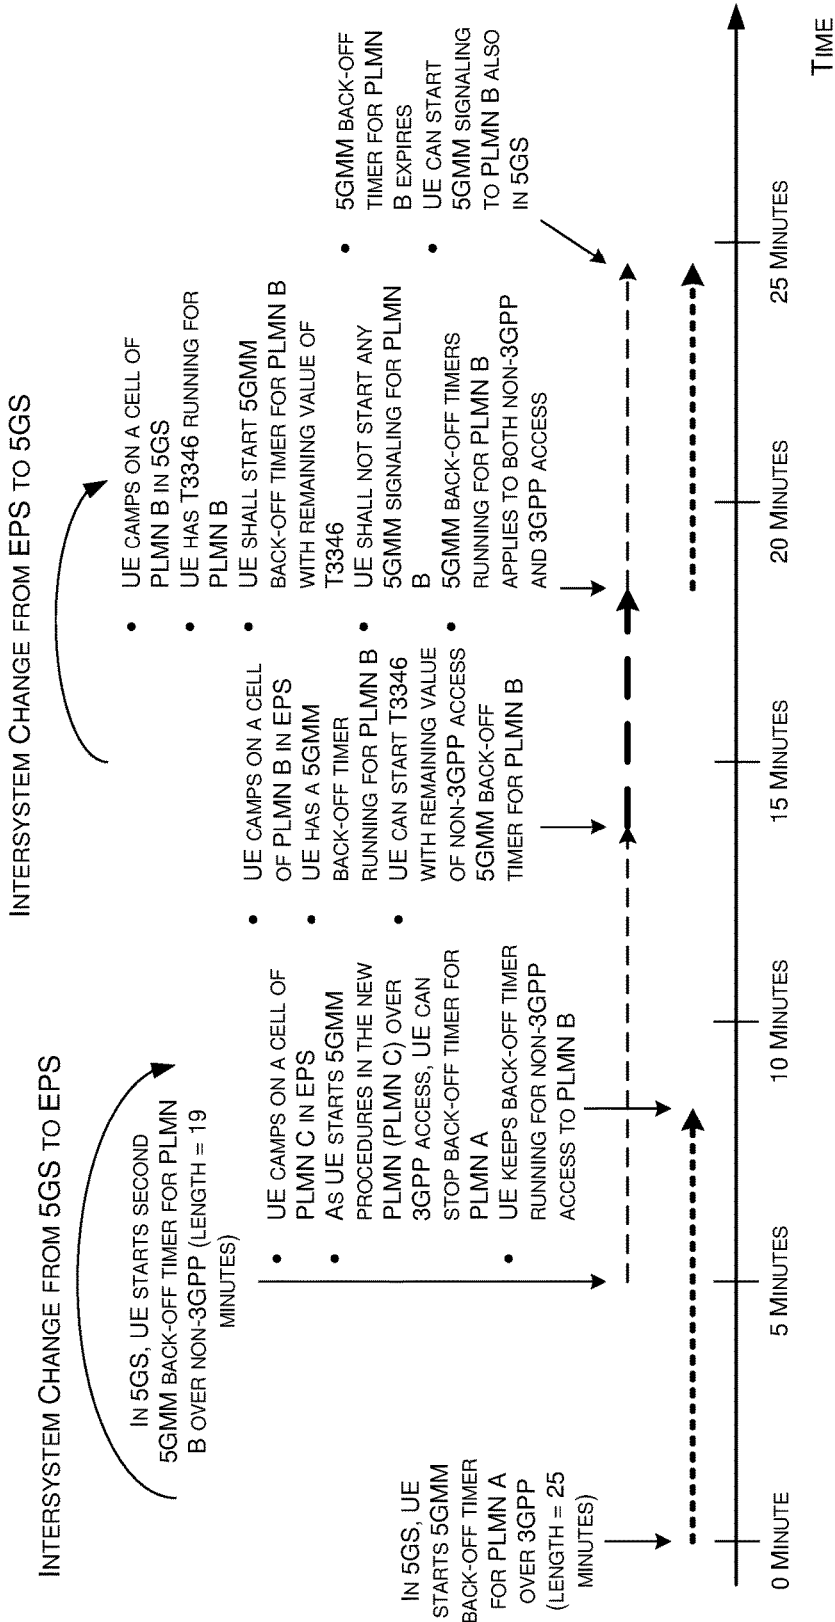 INTERSYSTEM CHANGE FROM 5GS TO EPS
INTERSYSTEM CHANGE FROM EPS TO 5GS
IN 5GS, UE
STARTS 5GMM
BACK-OFF TIMER
FOR PLMN A
OVER 3GPP
(LENGTH = 25
MINUTES)
IN 5GS, UE STARTS SECOND
5GMM BACK-OFF TIMER FOR PLMN
B OVER NON-3GPP (LENGTH = 19
MINUTES)
• UE CAMPS ON A CELL OF
PLMN C IN EPS
• AS UE STARTS 5GMM
PROCEDURES IN THE NEW
PLMN (PLMN C) OVER
3GPP ACCESS, UE CAN
STOP BACK-OFF TIMER FOR
PLMN A
• UE KEEPS BACK-OFF TIMER
RUNNING FOR NON-3GPP
ACCESS TO PLMN B
• UE CAMPS ON A CELL
OF PLMN B IN EPS
• UE HAS A 5GMM
BACK-OFF TIMER
RUNNING FOR PLMN B
• UE CAN START T3346
WITH REMAINING VALUE
OF NON-3GPP ACCESS
5GMM BACK-OFF
TIMER FOR PLMN B
• UE CAMPS ON A CELL OF
PLMN B IN 5GS
• UE HAS T3346 RUNNING FOR
PLMN B
• UE SHALL START 5GMM
BACK-OFF TIMER FOR PLMN B
WITH REMAINING VALUE OF
T3346
• UE SHALL NOT START ANY
5GMM SIGNALING FOR PLMN
B
• 5GMM BACK-OFF TIMERS
RUNNING FOR PLMN B
APPLIES TO BOTH NON-3GPP
AND 3GPP ACCESS
• 5GMM BACK-OFF
TIMER FOR PLMN
B EXPIRES
• UE CAN START
5GMM SIGNALING
TO PLMN B ALSO
IN 5GS
0 MINUTE
5 MINUTES
10 MINUTES
15 MINUTES
20 MINUTES
25 MINUTES
TIME